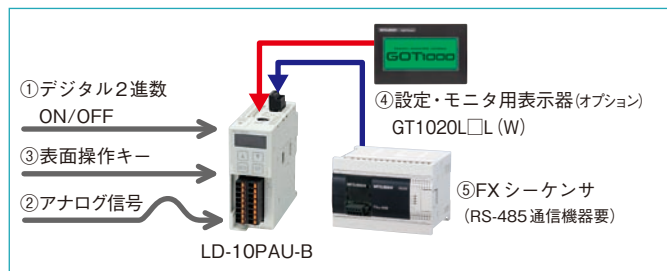 ①デジタル2進数
ON/OFF
③表面操作キー
②アナログ信号
LD-10PAU-B
GOT1000
④設定・モニタ用表示器(オプション)
GT1020L□L(W)
⑤FXシーケンサ
(RS-485通信機器要)